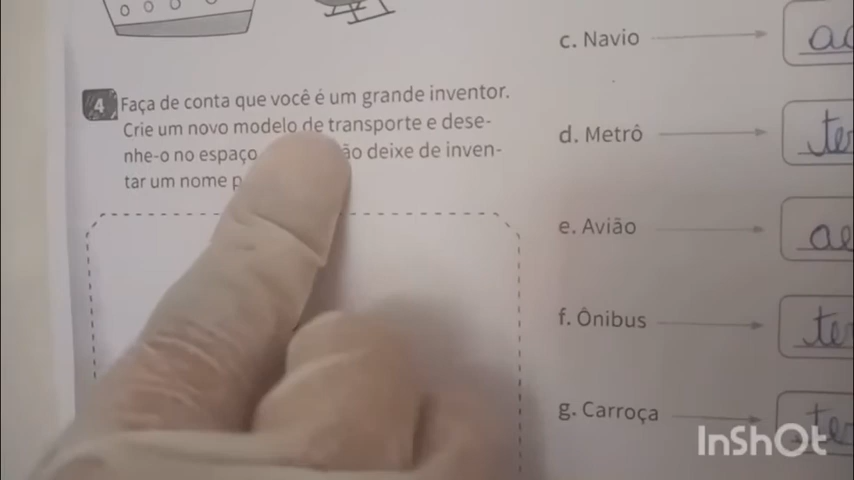 4 Faça de conta que você é um grande inventor.
Crie um novo modelo de transporte e dese-
nhe-o no espaço ão deixe de inven-
tar um nome p
c. Navio
d. Metrô
e. Avião
f. Ônibus
g. Carroça
InShOt